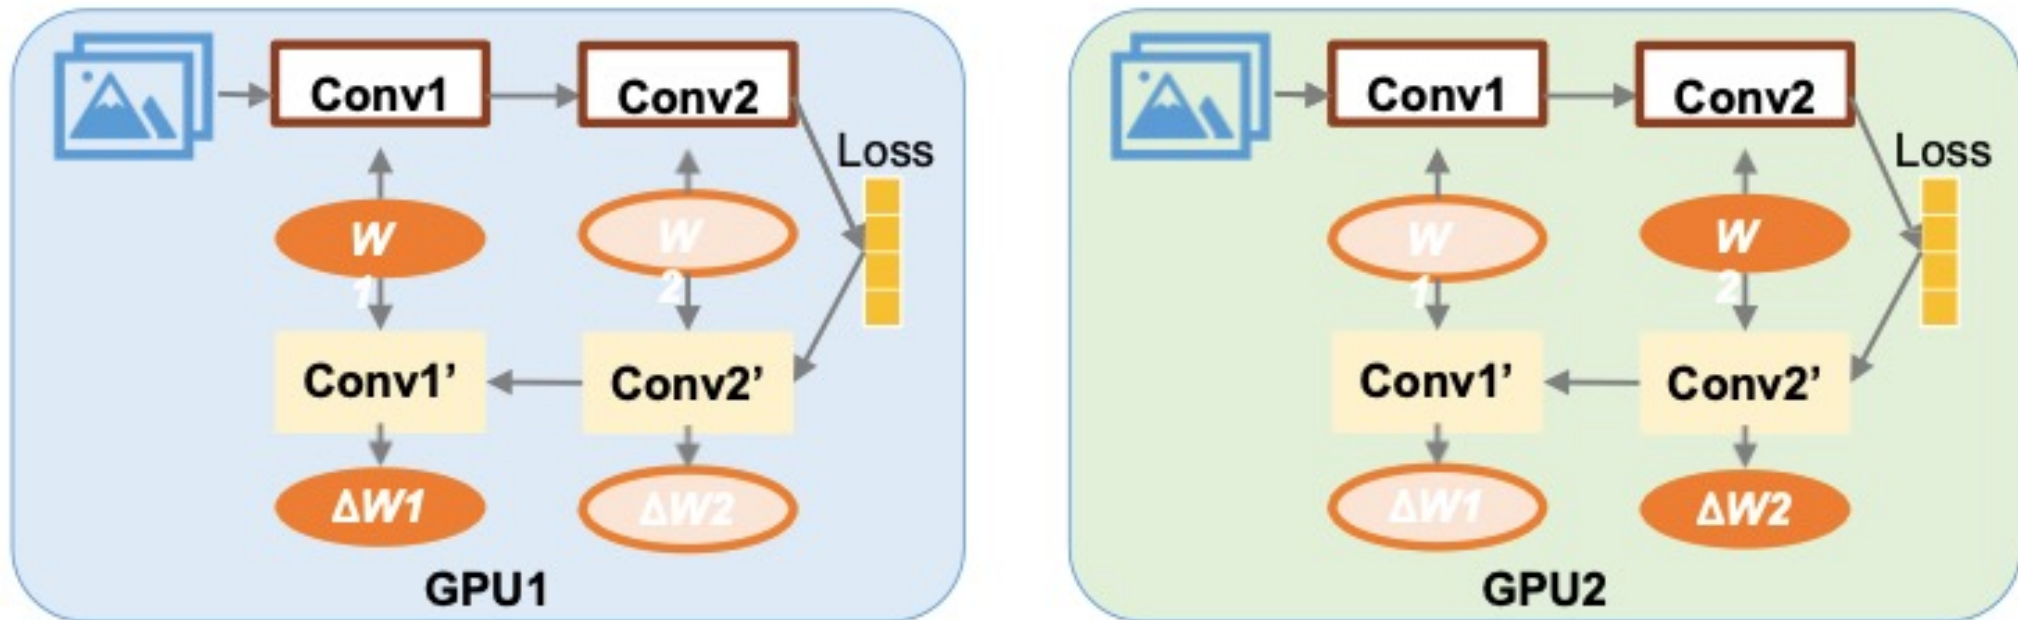 Conv1
Conv2
Loss
W
1
W
2
Conv1’
Conv2’
ΔW1
ΔW2
GPU1
Conv1
Conv2
Loss
W
1
W
2
Conv1’
Conv2’
ΔW1
ΔW2
GPU2